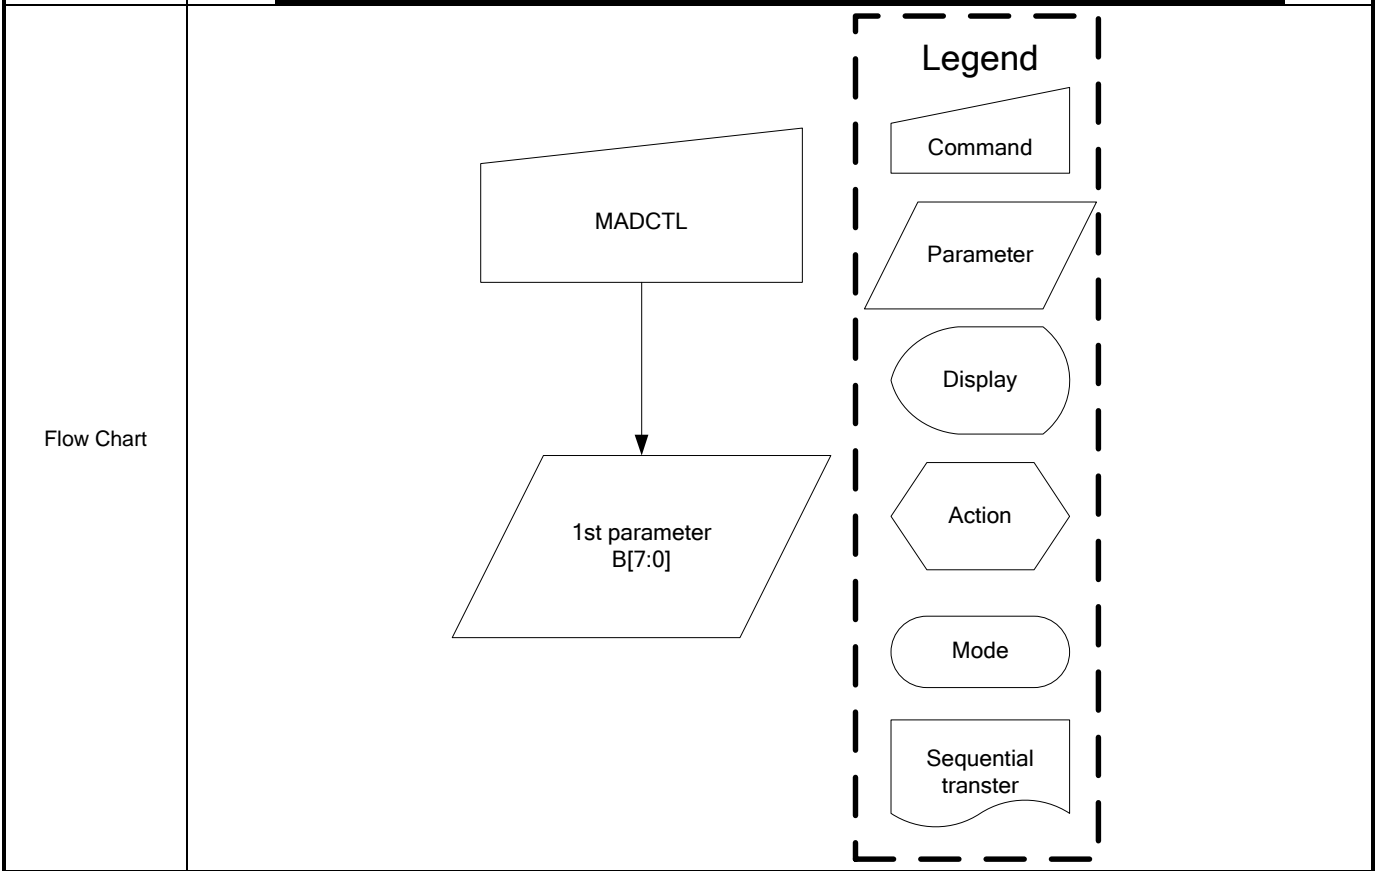 Flow Chart
MADCTL
1st parameter
B[7:0]
Legend
Command
Parameter
Display
Action
Mode
Sequential
transter